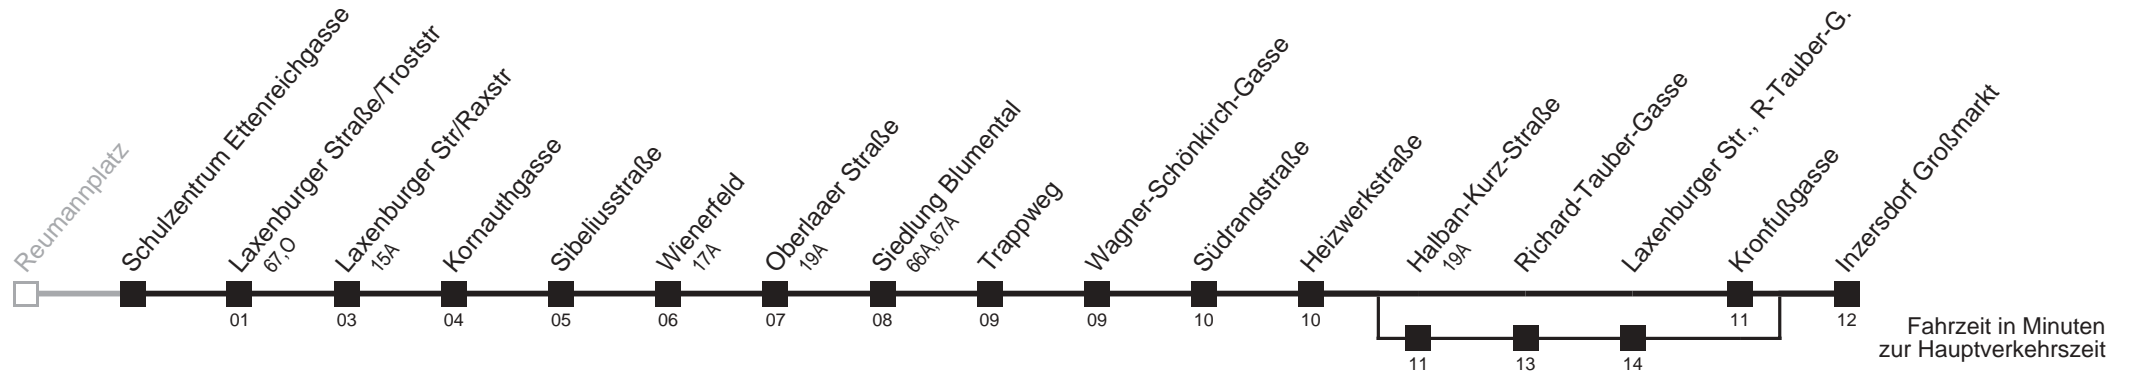 Reumannplatz
Schulzentrum Ettenreichgasse
Laxenburger Straße/Troststr
67,O
Laxenburger Str/Raxstr
15A
Kornauthgasse
Sibeliusstraße
Wienerfeld
17A
Oberlaaer Straße
19A
Siedlung Blumental
66A,67A
Trappweg
Wagner-Schönkirch-Gasse
Südrandstraße
Heizwerkstraße
Halban-Kurz-Straße
19A
Richard-Tauber-Gasse
Laxenburger Str., R-Tauber-G.
Kronfußgasse
Inzersdorf Großmarkt
01 03 04 05 06 07 08 09 09 10 10 11 12
11 13 14
Fahrzeit in Minuten
zur Hauptverkehrszeit